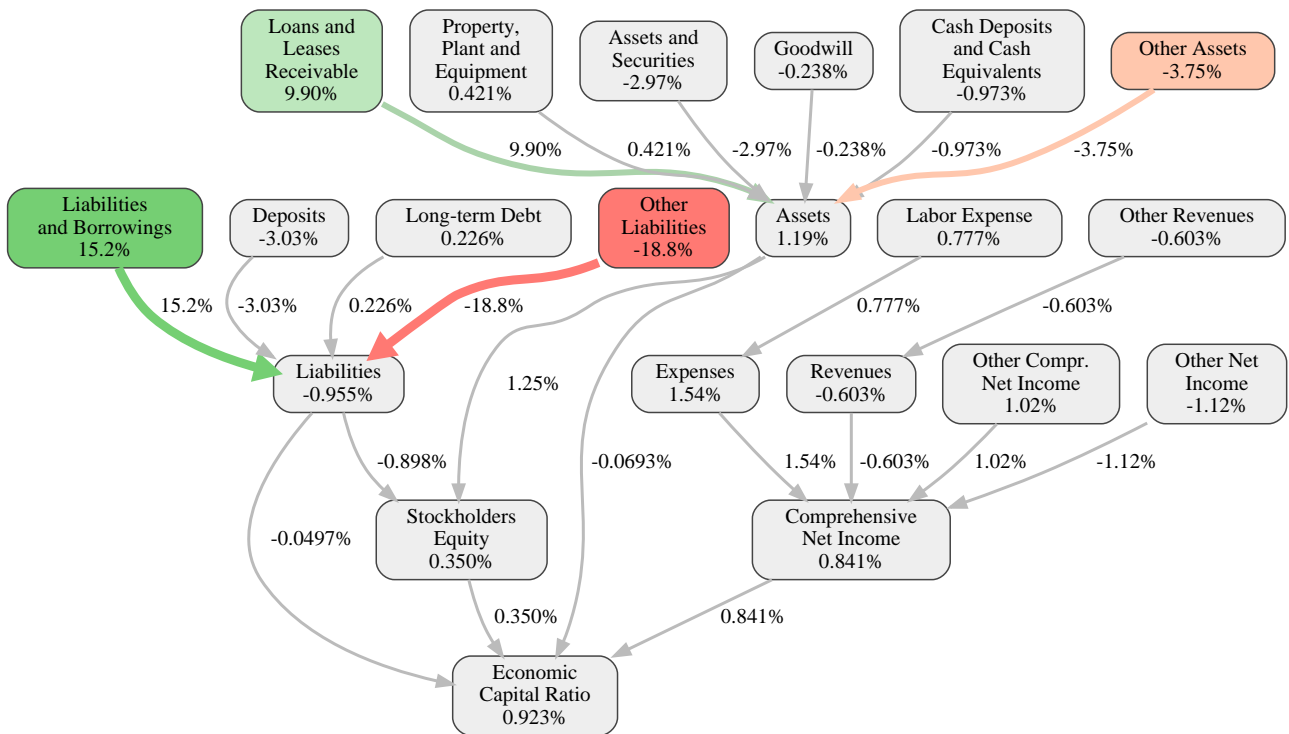 Loans and
Leases
Receivable
9.90%
Property,
Plant and
Equipment
0.421%
Assets and
Securities
-2.97%
Goodwill
-0.238%
Cash Deposits
and Cash
Equivalents
-0.973%
Other Assets
-3.75%
9.90%
0.421%
-2.97%
-0.238%
-0.973%
-3.75%
Liabilities
and Borrowings
15.2%
Deposits
-3.03%
Long-term Debt
0.226%
Other
Liabilities
-18.8%
Assets
1.19%
Labor Expense
0.777%
Other Revenues
-0.603%
15.2%
-3.03%
0.226%
-18.8%
0.777%
-0.603%
Liabilities
-0.955%
1.25%
Expenses
1.54%
Revenues
-0.603%
Other Compr.
Net Income
1.02%
Other Net
Income
-1.12%
-0.898%
-0.0693%
1.54%
-0.603%
1.02%
-1.12%
-0.0497%
Stockholders
Equity
0.350%
Comprehensive
Net Income
0.841%
0.350%
0.841%
Economic
Capital Ratio
0.923%